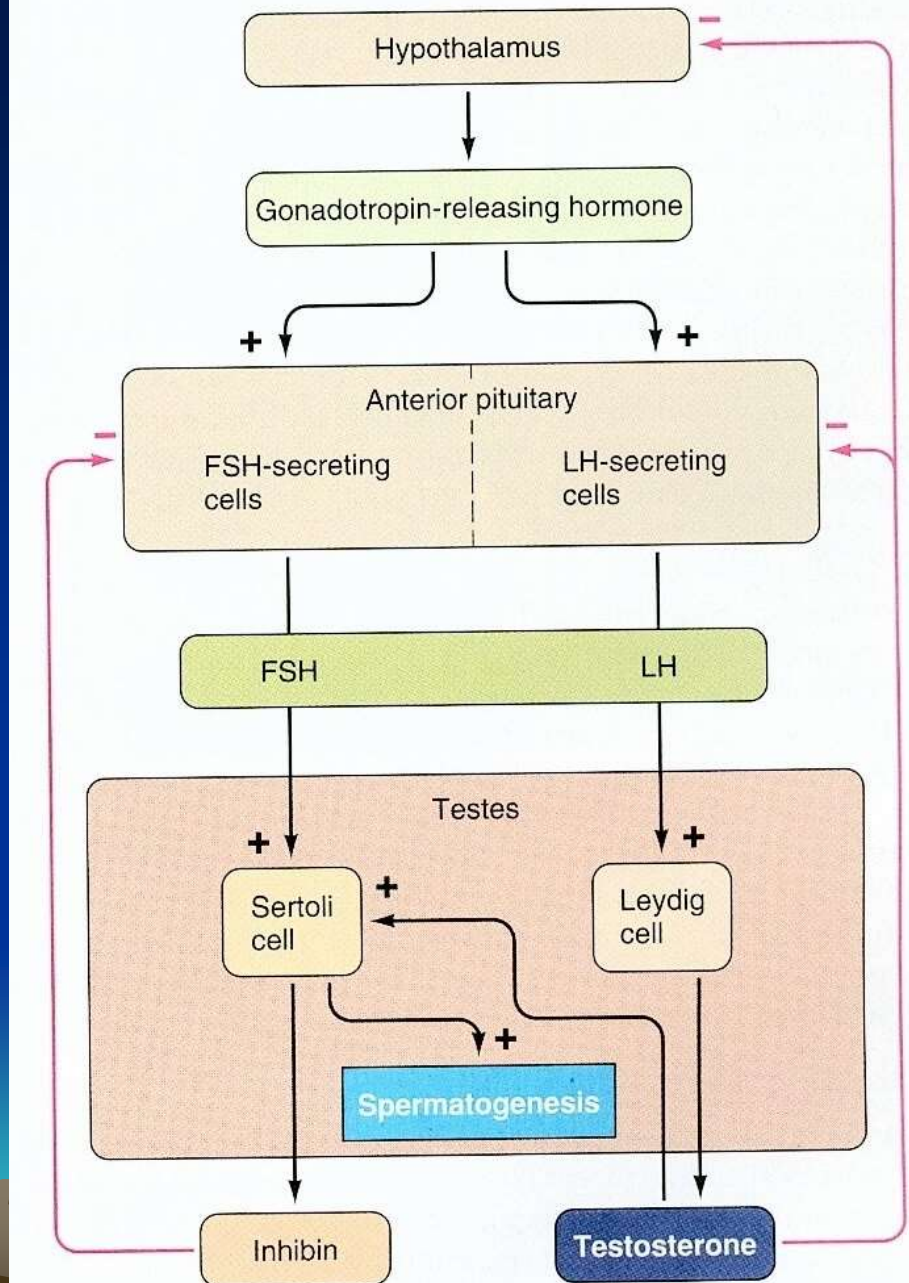 −
Hypothalamus
Gonadotropin-releasing hormone
+
+
Anterior pituitary
−
−
FSH-secreting
cells
LH-secreting
cells
FSH
LH
Testes
+
+
Sertoli
cell
+
Leydig
cell
+
Spermatogenesis
Inhibin
Testosterone